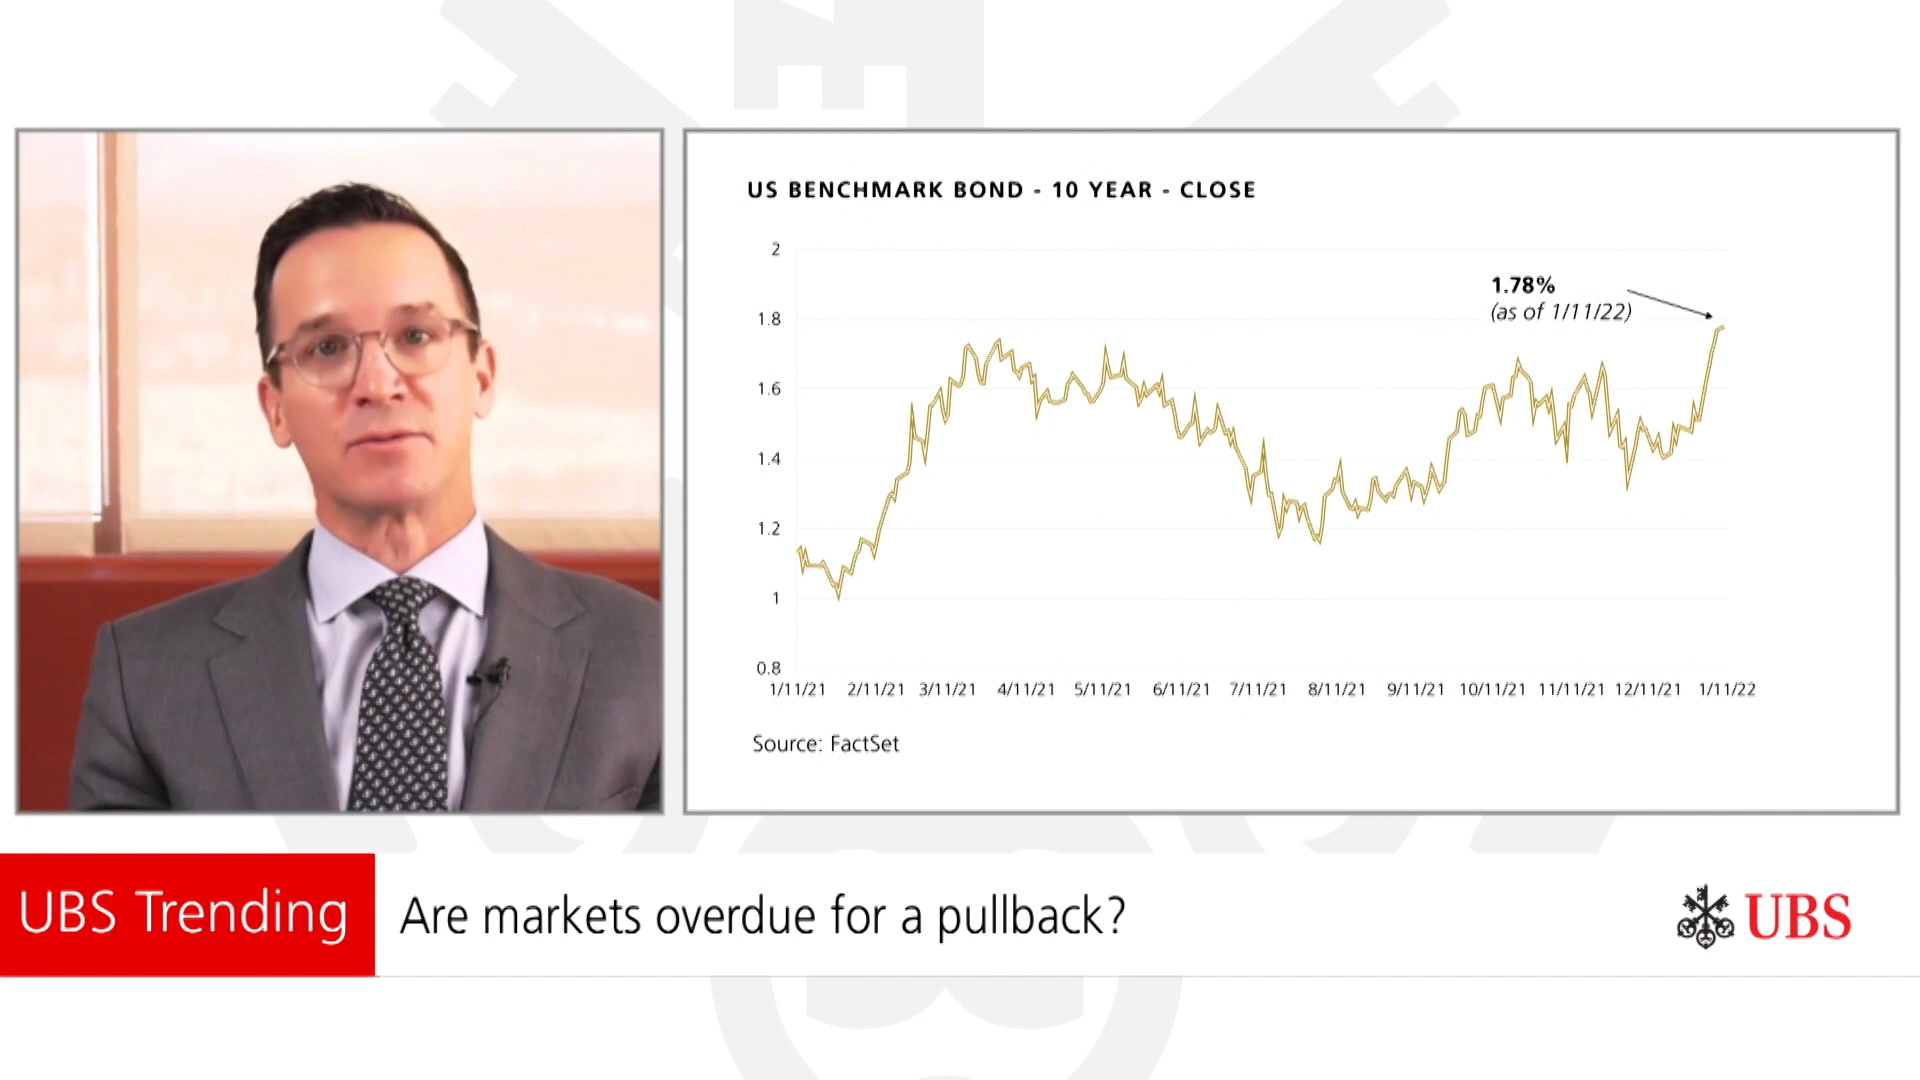 US BENCHMARK BOND - 10 YEAR - CLOSE
2
1.8
1.6
1.4
1.2
1
0.8
1.78%
(as of 1/11/22)
1/11/21 2/11/21 3/11/21 4/11/21 5/11/21 6/11/21 7/11/21 8/11/21 9/11/21 10/11/21 11/11/21 12/11/21 1/11/22
Source: FactSet
UBS Trending
Are markets overdue for a pullback?
UBS